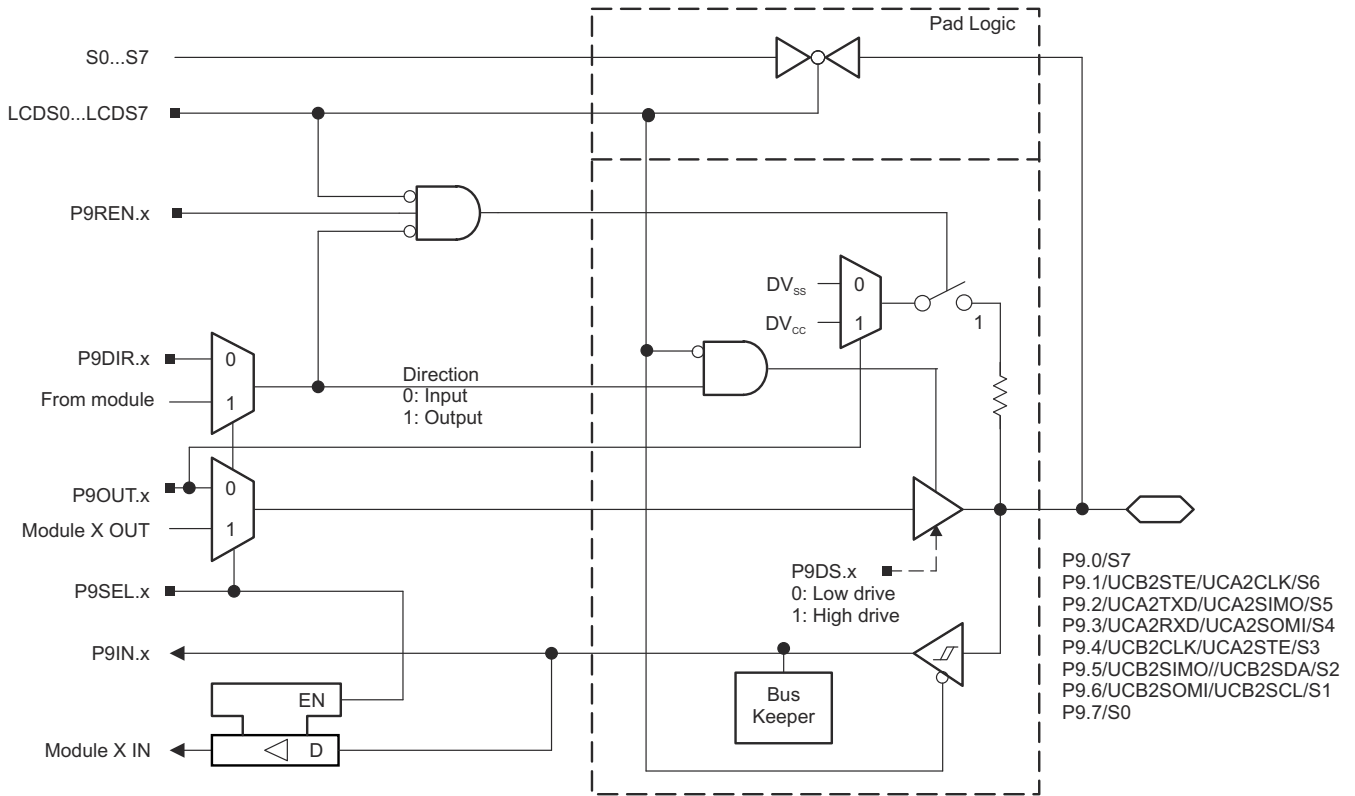 Pad Logic
S0...S7
LCDS0...LCDS7
P9REN.x
DVSS
0
DVCC
1
1
P9DIR.x
0
From module
1
Direction
0: Input
1: Output
P9OUT.x
0
Module X OUT
1
P9SEL.x
P9DS.x
0: Low drive
1: High drive
P9IN.x
EN
Module X IN
D
Bus
Keeper
P9.0/S7
P9.1/UCB2STE/UCA2CLK/S6
P9.2/UCA2TXD/UCA2SIMO/S5
P9.3/UCA2RXD/UCA2SOMI/S4
P9.4/UCB2CLK/UCA2STE/S3
P9.5/UCB2SIMO//UCB2SDA/S2
P9.6/UCB2SOMI/UCB2SCL/S1
P9.7/S0